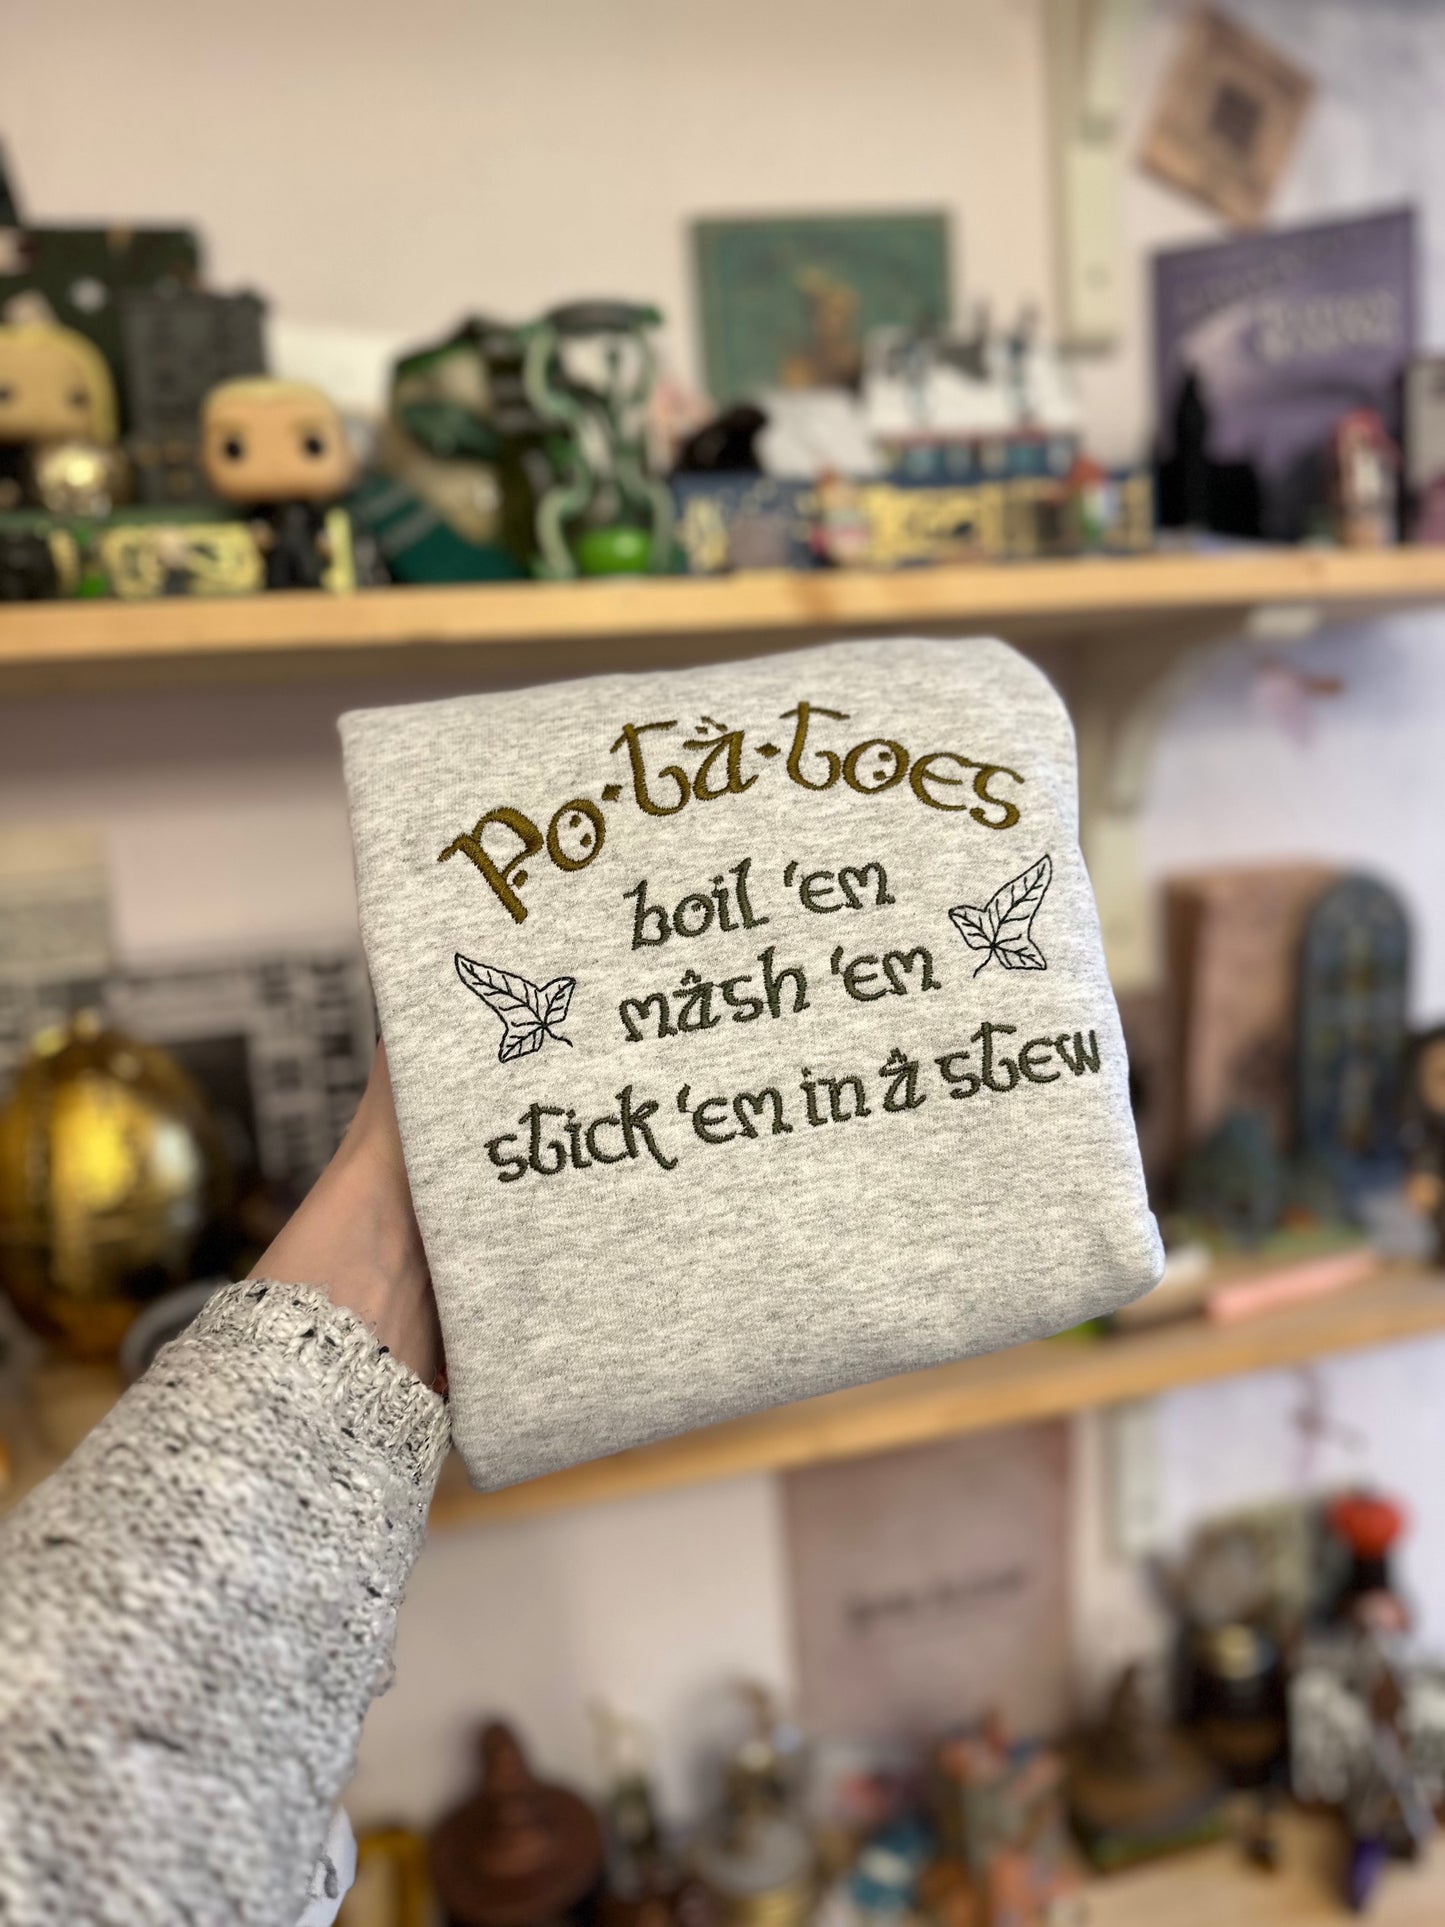 Po·ta·toes
boil 'em
mash 'em
stick 'em in a stew